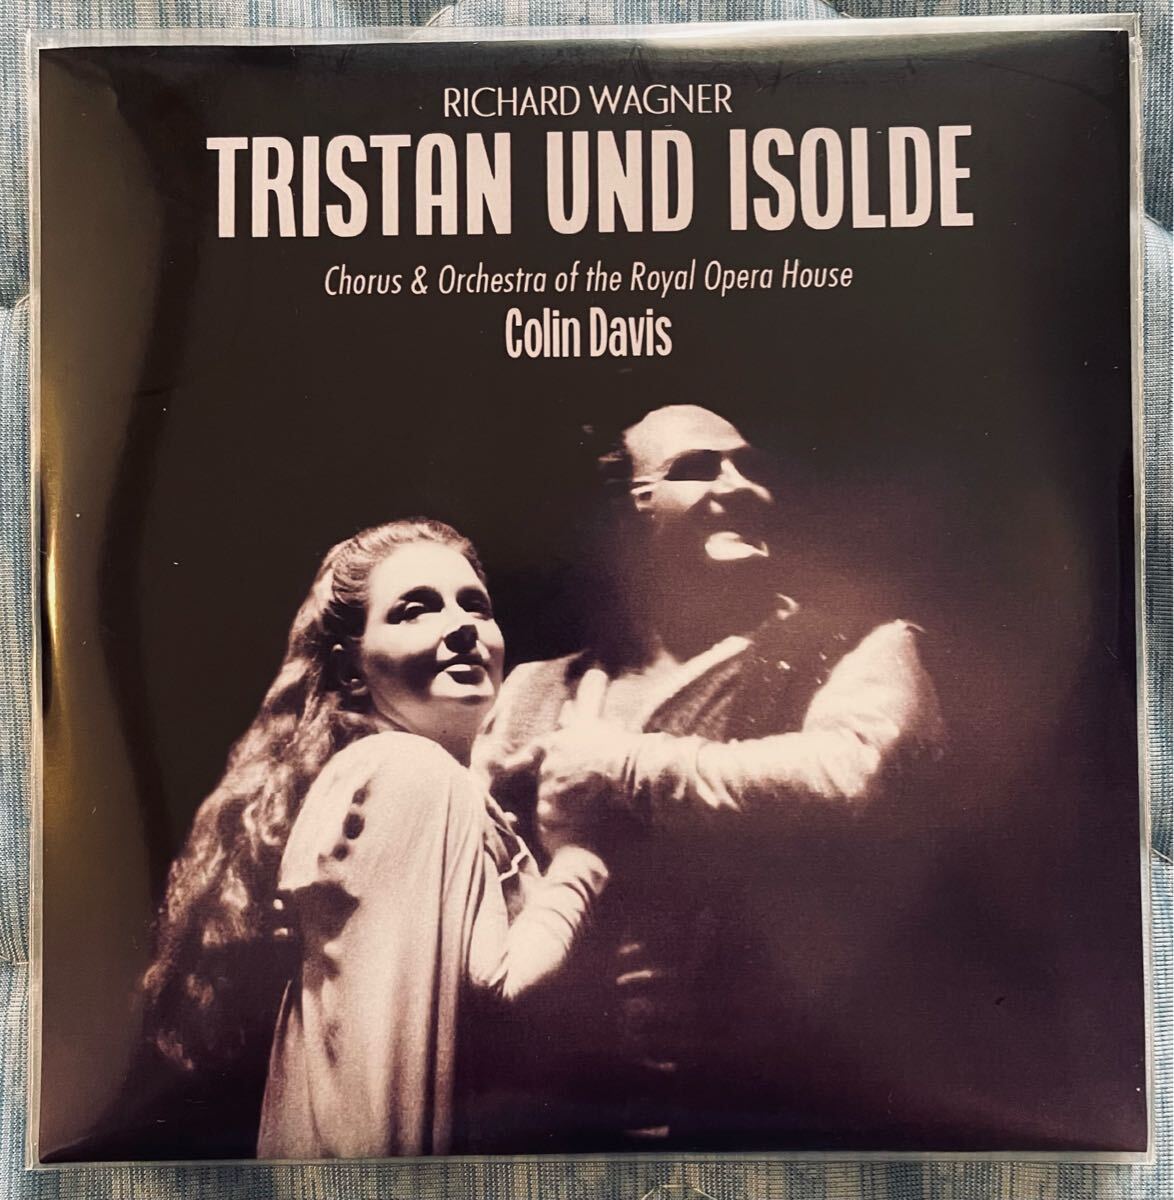 RICHARD WAGNER
TRISTAN UND ISOLDE
Chorus & Orchestra of the Royal Opera House
Colin Davis